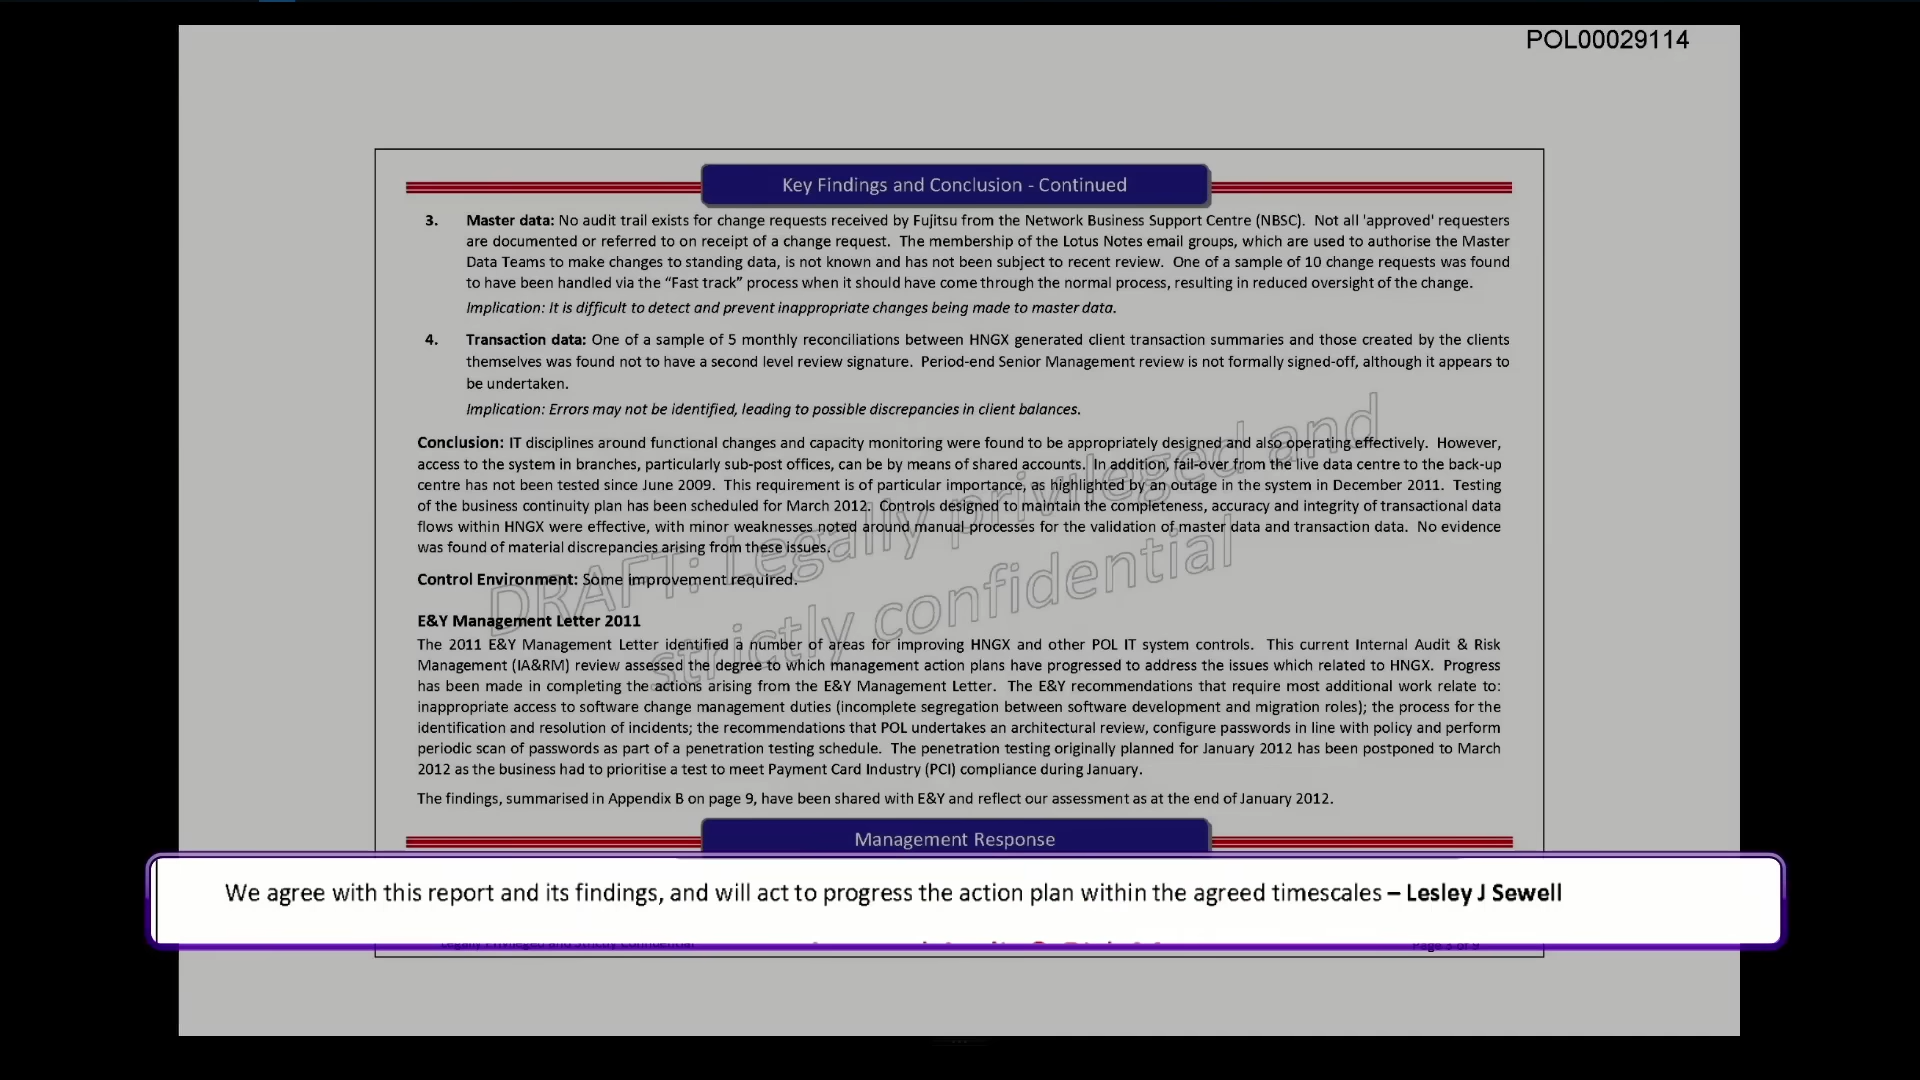 POL00029114
Key Findings and Conclusion - Continued
3. Master data: No audit trail exists for change requests received by Fujitsu from the Network Business Support Centre (NBSC). Not all 'approved' requesters
are documented or referred to on receipt of a change request. The membership of the Lotus Notes email groups, which are used to authorise the Master
Data Teams to make changes to standing data, is not known and has not been subject to recent review. One of a sample of 10 change requests was found
to have been handled via the “Fast track” process when it should have come through the normal process, resulting in reduced oversight of the change.
Implication: It is difficult to detect and prevent inappropriate changes being made to master data.
4. Transaction data: One of a sample of 5 monthly reconciliations between HNGX generated client transaction summaries and those created by the clients
themselves was found not to have a second level review signature. Period-end Senior Management review is not formally signed-off, although it appears to
be undertaken.
Implication: Errors may not be identified, leading to possible discrepancies in client balances.
Conclusion: IT disciplines around functional changes and capacity monitoring were found to be appropriately designed and also operating effectively. However,
access to the system in branches, particularly sub-post offices, can be by means of shared accounts. In addition, fail-over from the live data centre to the back-up
centre has not been tested since June 2009. This requirement is of particular importance, as highlighted by an outage in the system in December 2011. Testing
of the business continuity plan has been scheduled for March 2012. Controls designed to maintain the completeness, accuracy and integrity of transactional data
flows within HNGX were effective, with minor weaknesses noted around manual processes for the validation of master data and transaction data. No evidence
was found of material discrepancies arising from these issues.
Control Environment: Some improvement required.
DRAFT: Legally privileged and
strictly confidential
E&Y Management Letter 2011
The 2011 E&Y Management Letter identified a number of areas for improving HNGX and other POL IT system controls. This current Internal Audit & Risk
Management (IA&RM) review assessed the degree to which management action plans have progressed to address the issues which related to HNGX. Progress
has been made in completing the actions arising from the E&Y Management Letter. The E&Y recommendations that require most additional work relate to:
inappropriate access to software change management duties (incomplete segregation between software development and migration roles); the process for the
identification and resolution of incidents; the recommendations that POL undertakes an architectural review, configure passwords in line with policy and perform
periodic scan of passwords as part of a penetration testing schedule. The penetration testing originally planned for January 2012 has been postponed to March
2012 as the business had to prioritise a test to meet Payment Card Industry (PCI) compliance during January.
The findings, summarised in Appendix B on page 9, have been shared with E&Y and reflect our assessment as at the end of January 2012.
Management Response
We agree with this report and its findings, and will act to progress the action plan within the agreed timescales – Lesley J Sewell